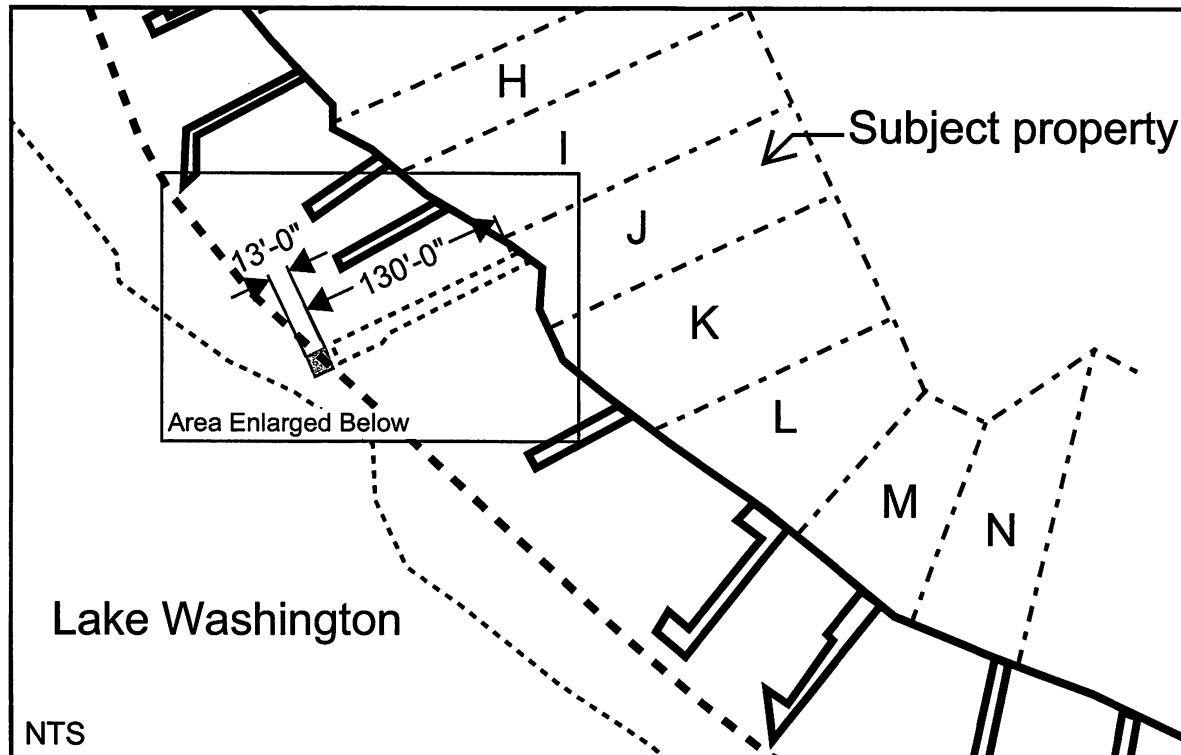 H
Subject property
I
J
13'-0"
130'-0"
K
Area Enlarged Below
L
M
N
Lake Washington
NTS